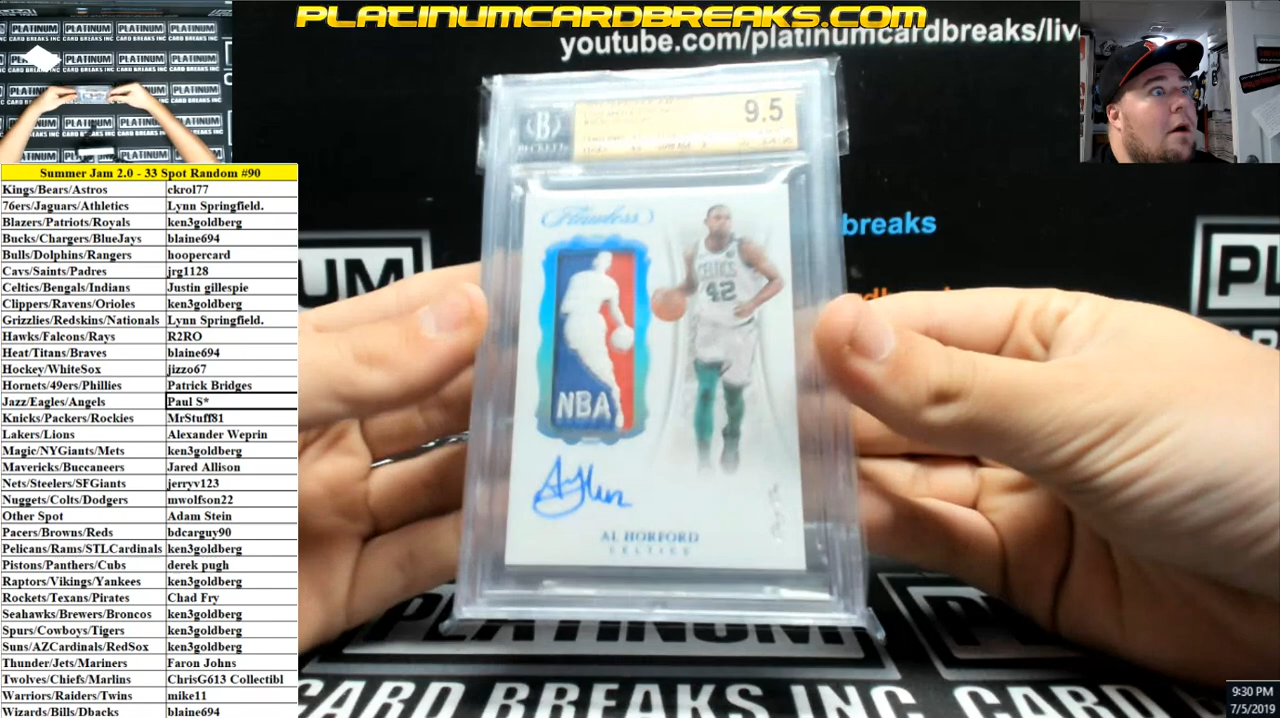 PLATINUMCARDBREAKS.COM
youtube.com/platinumcardbreaks/live
breaks
Summer Jam 2.0 - 33 Spot Random #90
Kings/Bears/Astros ckrol77
76ers/Jaguars/Athletics Lynn Springfield.
Blazers/Patriots/Royals ken3goldberg
Bucks/Chargers/BlueJays blaine694
Bulls/Dolphins/Rangers hoopercard
Cavs/Saints/Padres jrg1128
Celtics/Bengals/Indians Justin gillespie
Clippers/Ravens/Orioles ken3goldberg
Grizzlies/Redskins/Nationals Lynn Springfield.
Hawks/Falcons/Rays R2RO
Heat/Titans/Braves blaine694
Hockey/WhiteSox jizzo67
Hornets/49ers/Phillies Patrick Bridges
Jazz/Eagles/Angels Paul S*
Knicks/Packers/Rockies MrStuff81
Lakers/Lions Alexander Weprin
Magic/NYGiants/Mets ken3goldberg
Mavericks/Buccaneers Jared Allison
Nets/Steelers/SFGiants jerryv123
Nuggets/Colts/Dodgers mwolfson22
Other Spot Adam Stein
Pacers/Browns/Reds bdcarguy90
Pelicans/Rams/STLCardinals ken3goldberg
Pistons/Panthers/Cubs derek pugh
Raptors/Vikings/Yankees ken3goldberg
Rockets/Texans/Pirates Chad Fry
Seahawks/Brewers/Broncos ken3goldberg
Spurs/Cowboys/Tigers ken3goldberg
Suns/AZCardinals/RedSox ken3goldberg
Thunder/Jets/Mariners Faron Johns
Twolves/Chiefs/Marlins ChrisG613 Collectibl
Warriors/Raiders/Twins mike11
Wizards/Bills/Dbacks blaine694
BECKETT
9.5
Flawless
CELTICS
42
NBA
AL HORFORD
CELTICS
PLATINUM
CARD BREAKS INC
9:30 PM
7/5/2019